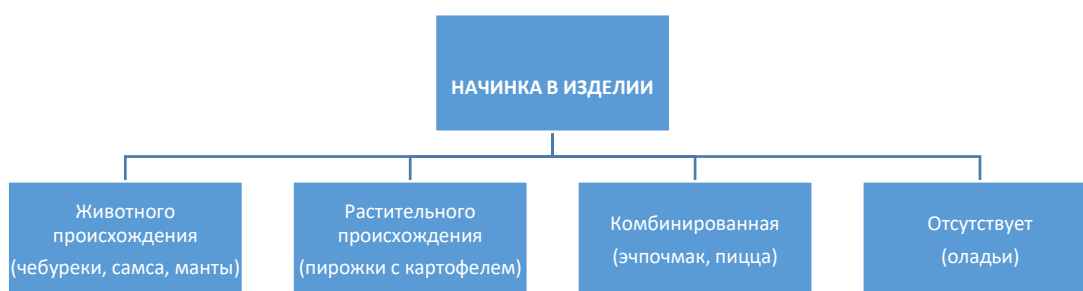 НАЧИНКА В ИЗДЕЛИИ
Животного
происхождения
(чебуреки, самса, манты)
Растительного
происхождения
(пирожки с картофелем)
Комбинированная
(эчпочмак, пицца)
Отсутствует
(оладьи)